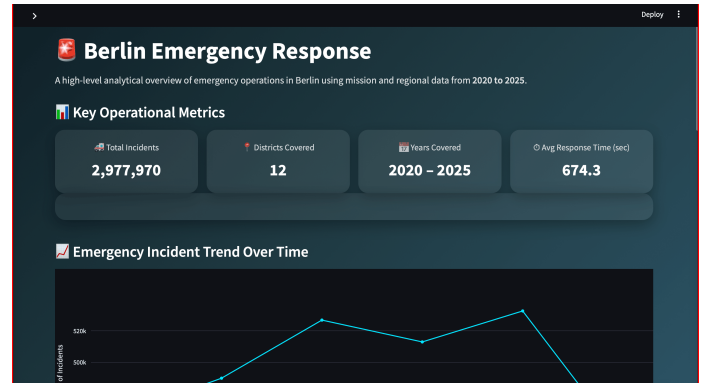 Deploy
Berlin Emergency Response
A high-level analytical overview of emergency operations in Berlin using mission and regional data from 2020 to 2025.
Key Operational Metrics
Total Incidents
2,977,970
Districts Covered
12
Years Covered
2020 – 2025
Avg Response Time (sec)
674.3
Emergency Incident Trend Over Time
520k
500k
of Incidents